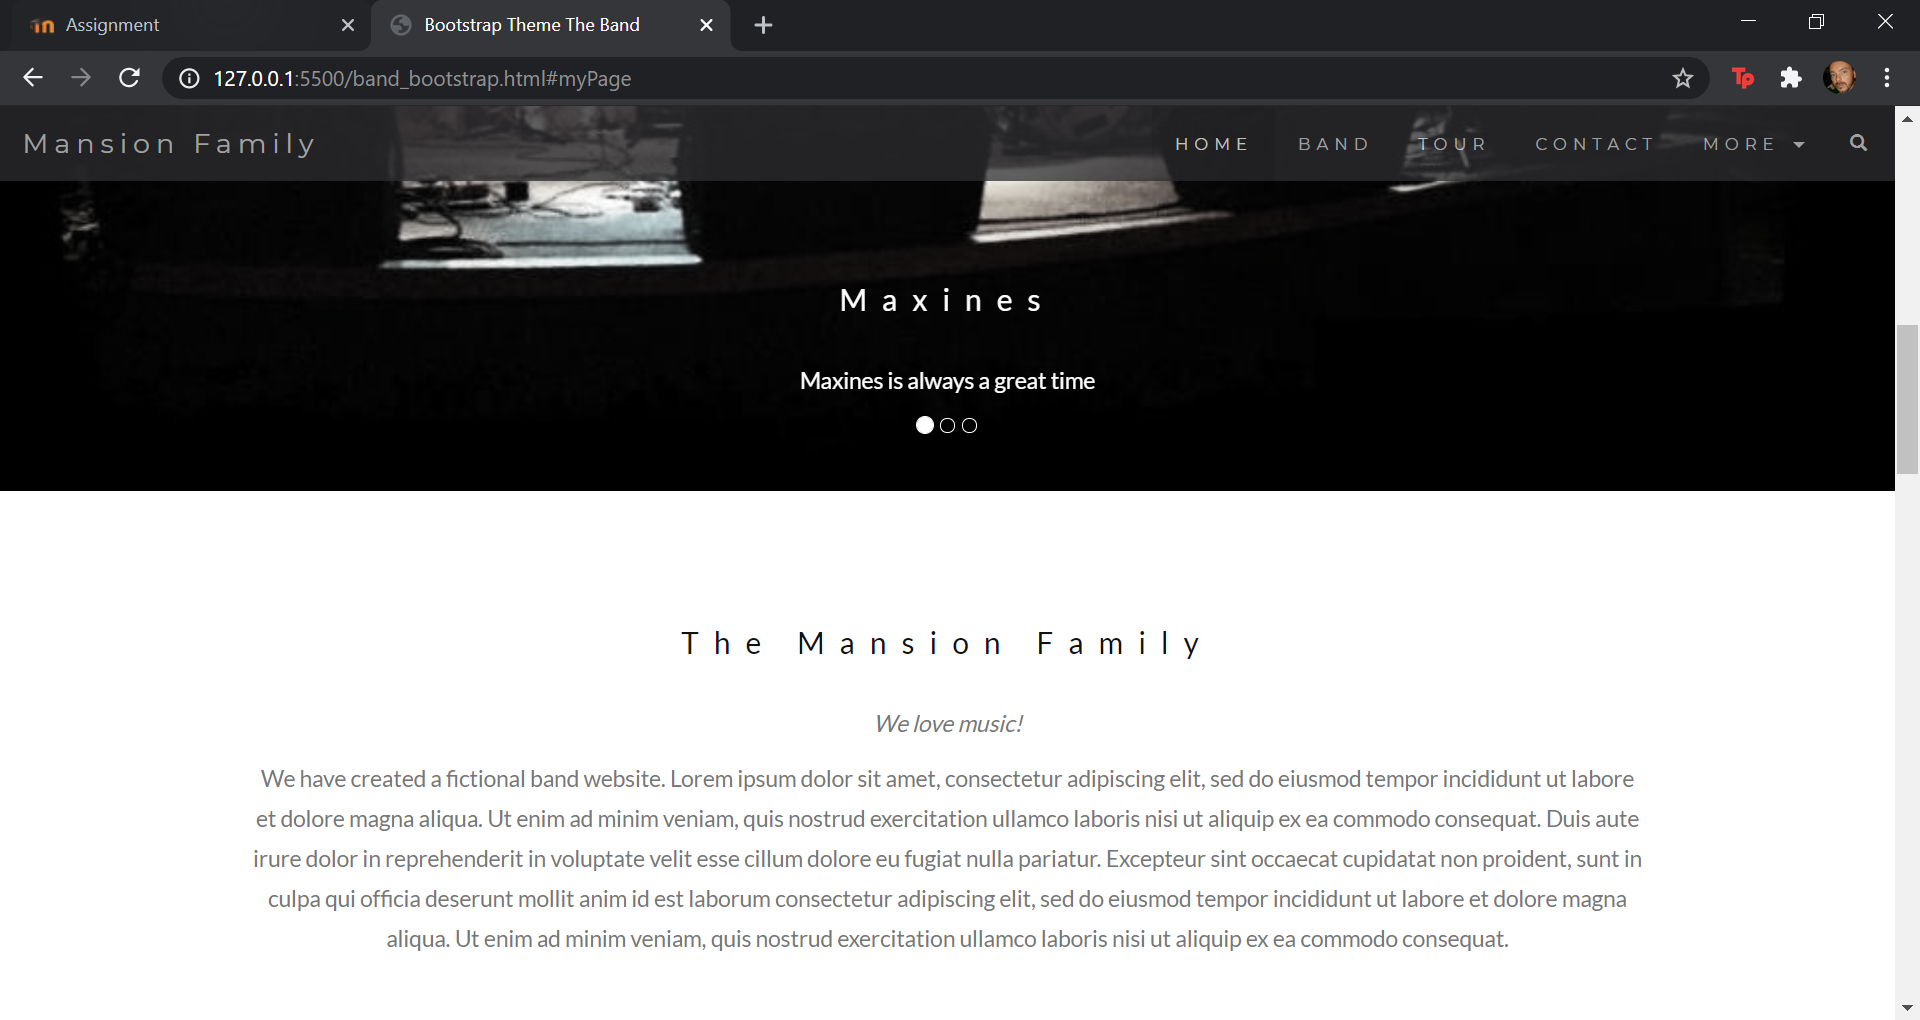 Assignment
Bootstrap Theme The Band
127.0.0.1:5500/band_bootstrap.html#myPage
Tp
Mansion Family
HOME BAND TOUR CONTACT MORE
Maxines
Maxines is always a great time
The Mansion Family
We love music!
We have created a fictional band website. Lorem ipsum dolor sit amet, consectetur adipiscing elit, sed do eiusmod tempor incididunt ut labore
et dolore magna aliqua. Ut enim ad minim veniam, quis nostrud exercitation ullamco laboris nisi ut aliquip ex ea commodo consequat. Duis aute
irure dolor in reprehenderit in voluptate velit esse cillum dolore eu fugiat nulla pariatur. Excepteur sint occaecat cupidatat non proident, sunt in
culpa qui officia deserunt mollit anim id est laborum consectetur adipiscing elit, sed do eiusmod tempor incididunt ut labore et dolore magna
aliqua. Ut enim ad minim veniam, quis nostrud exercitation ullamco laboris nisi ut aliquip ex ea commodo consequat.